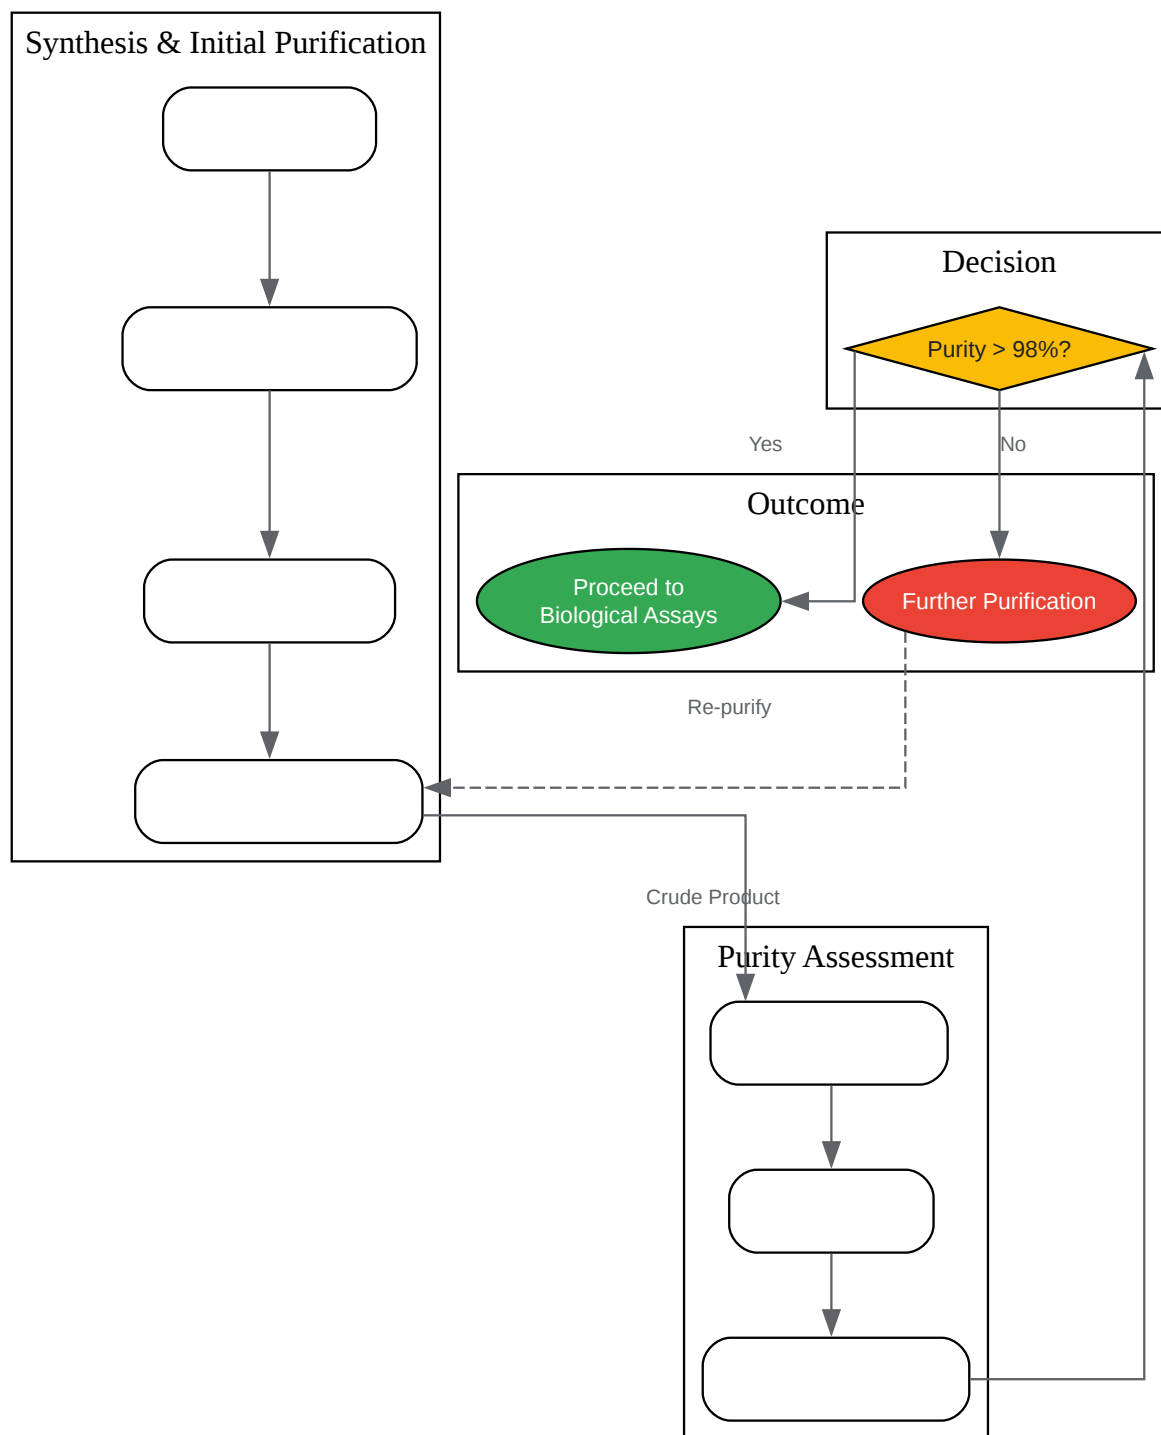 Synthesis & Initial Purification
Decision
Purity > 98%?
Yes
No
Outcome
Proceed to
Biological Assays
Further Purification
Re-purify
Crude Product
Purity Assessment